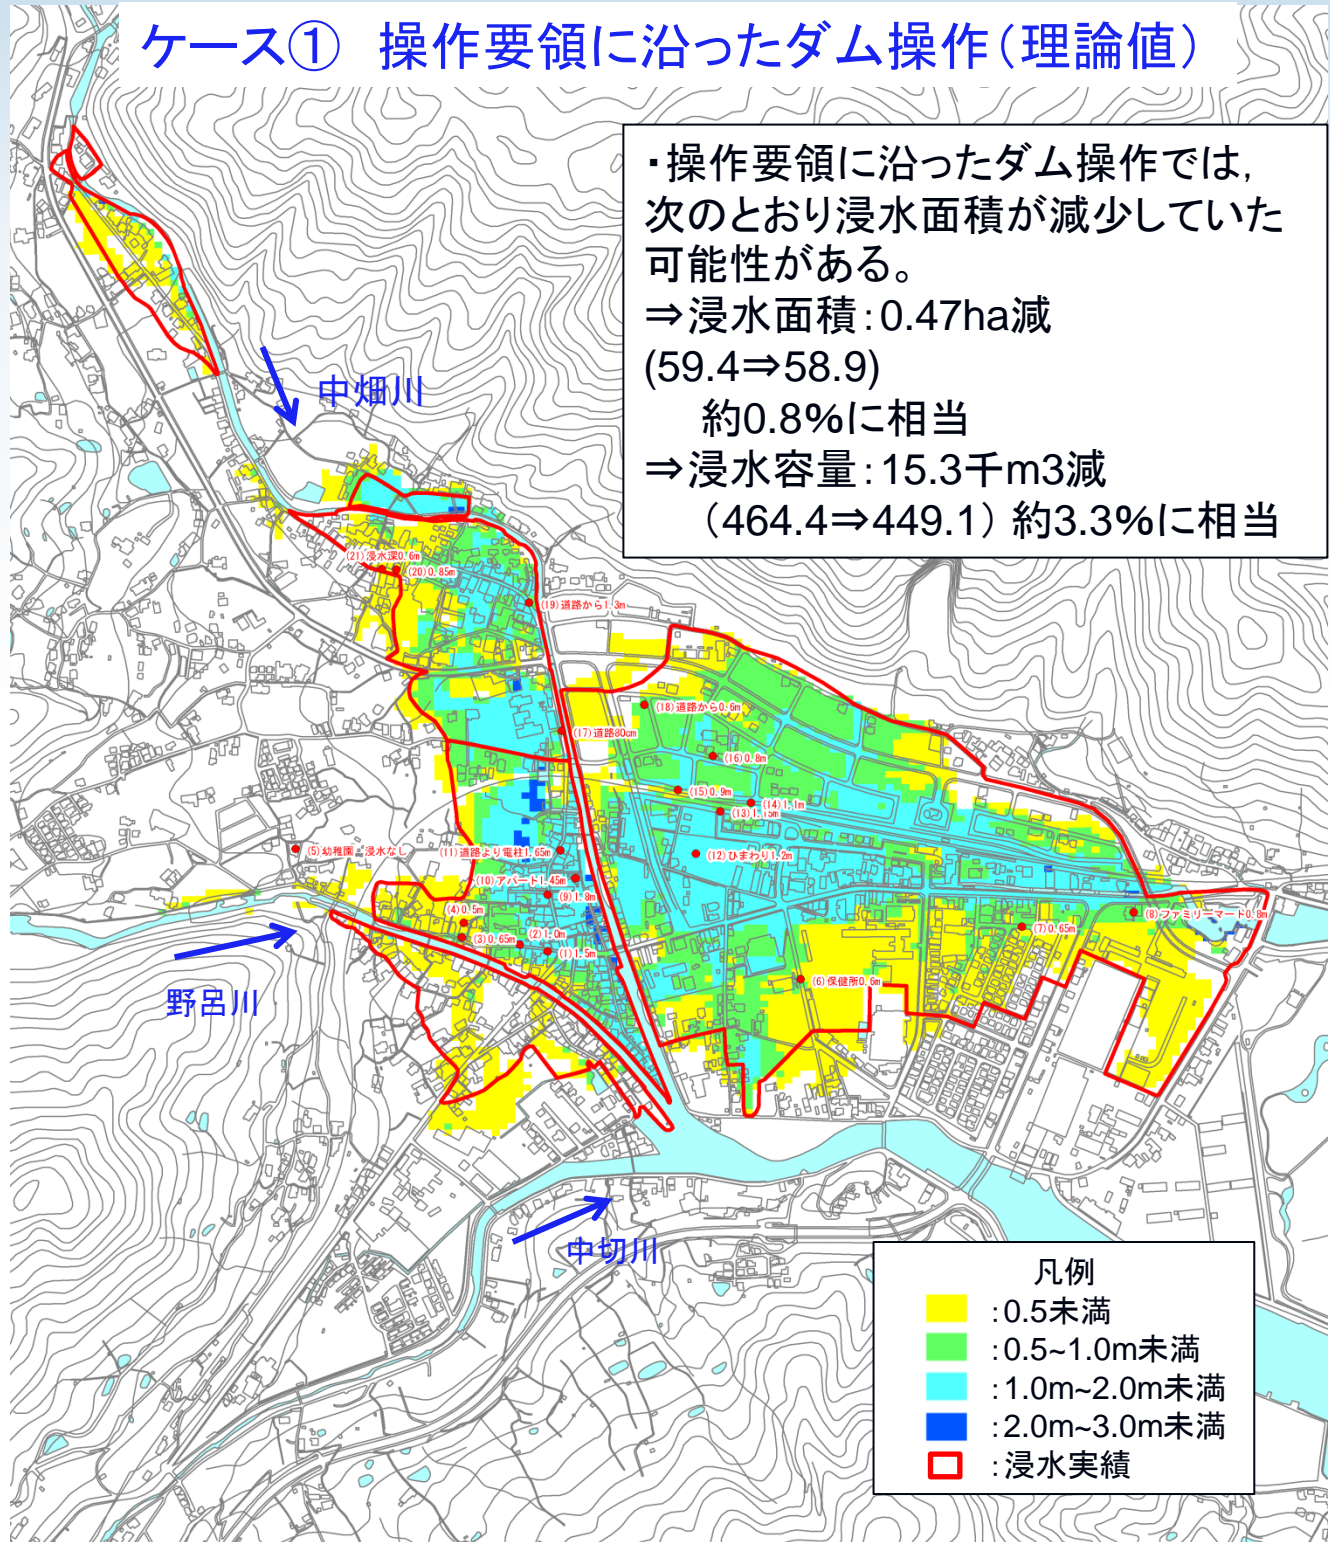 ケース① 操作要領に沿ったダム操作(理論値)
・操作要領に沿ったダム操作では,
次のとおり浸水面積が減少していた
可能性がある。
⇒浸水面積:0.47ha減
(59.4⇒58.9)
約0.8%に相当
⇒浸水容量:15.3千m3減
(464.4⇒449.1) 約3.3%に相当
中畑川
(21)浸水深0.6m
(20)0.85m
(19)道路から1.3m
(18)道路から0.6m
(17)道路80cm
(16)0.8m
(15)0.9m
(14)1.1m
(13)1.15m
(5)幼稚園 浸水なし
(11)道路より電柱1.65m
(12)ひまわり1.2m
(10)アパート1.45m
(9)1.8m
(4)0.5m
(8)ファミリーマート0.8m
(7)0.65m
(2)1.0m
(3)0.65m
(1)1.5m
(6)保健所0.6m
野呂川
中切川
凡例
:0.5未満
:0.5~1.0m未満
:1.0m~2.0m未満
:2.0m~3.0m未満
:浸水実績